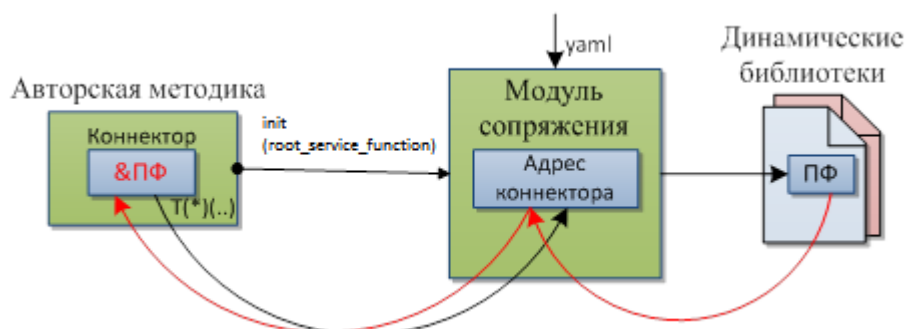 Авторская методика
Коннектор
&ПФ
T(*)(..)
init
(root_service_function)
yaml
Модуль
сопряжения
Адрес
коннектора
Динамические
библиотеки
ПФ